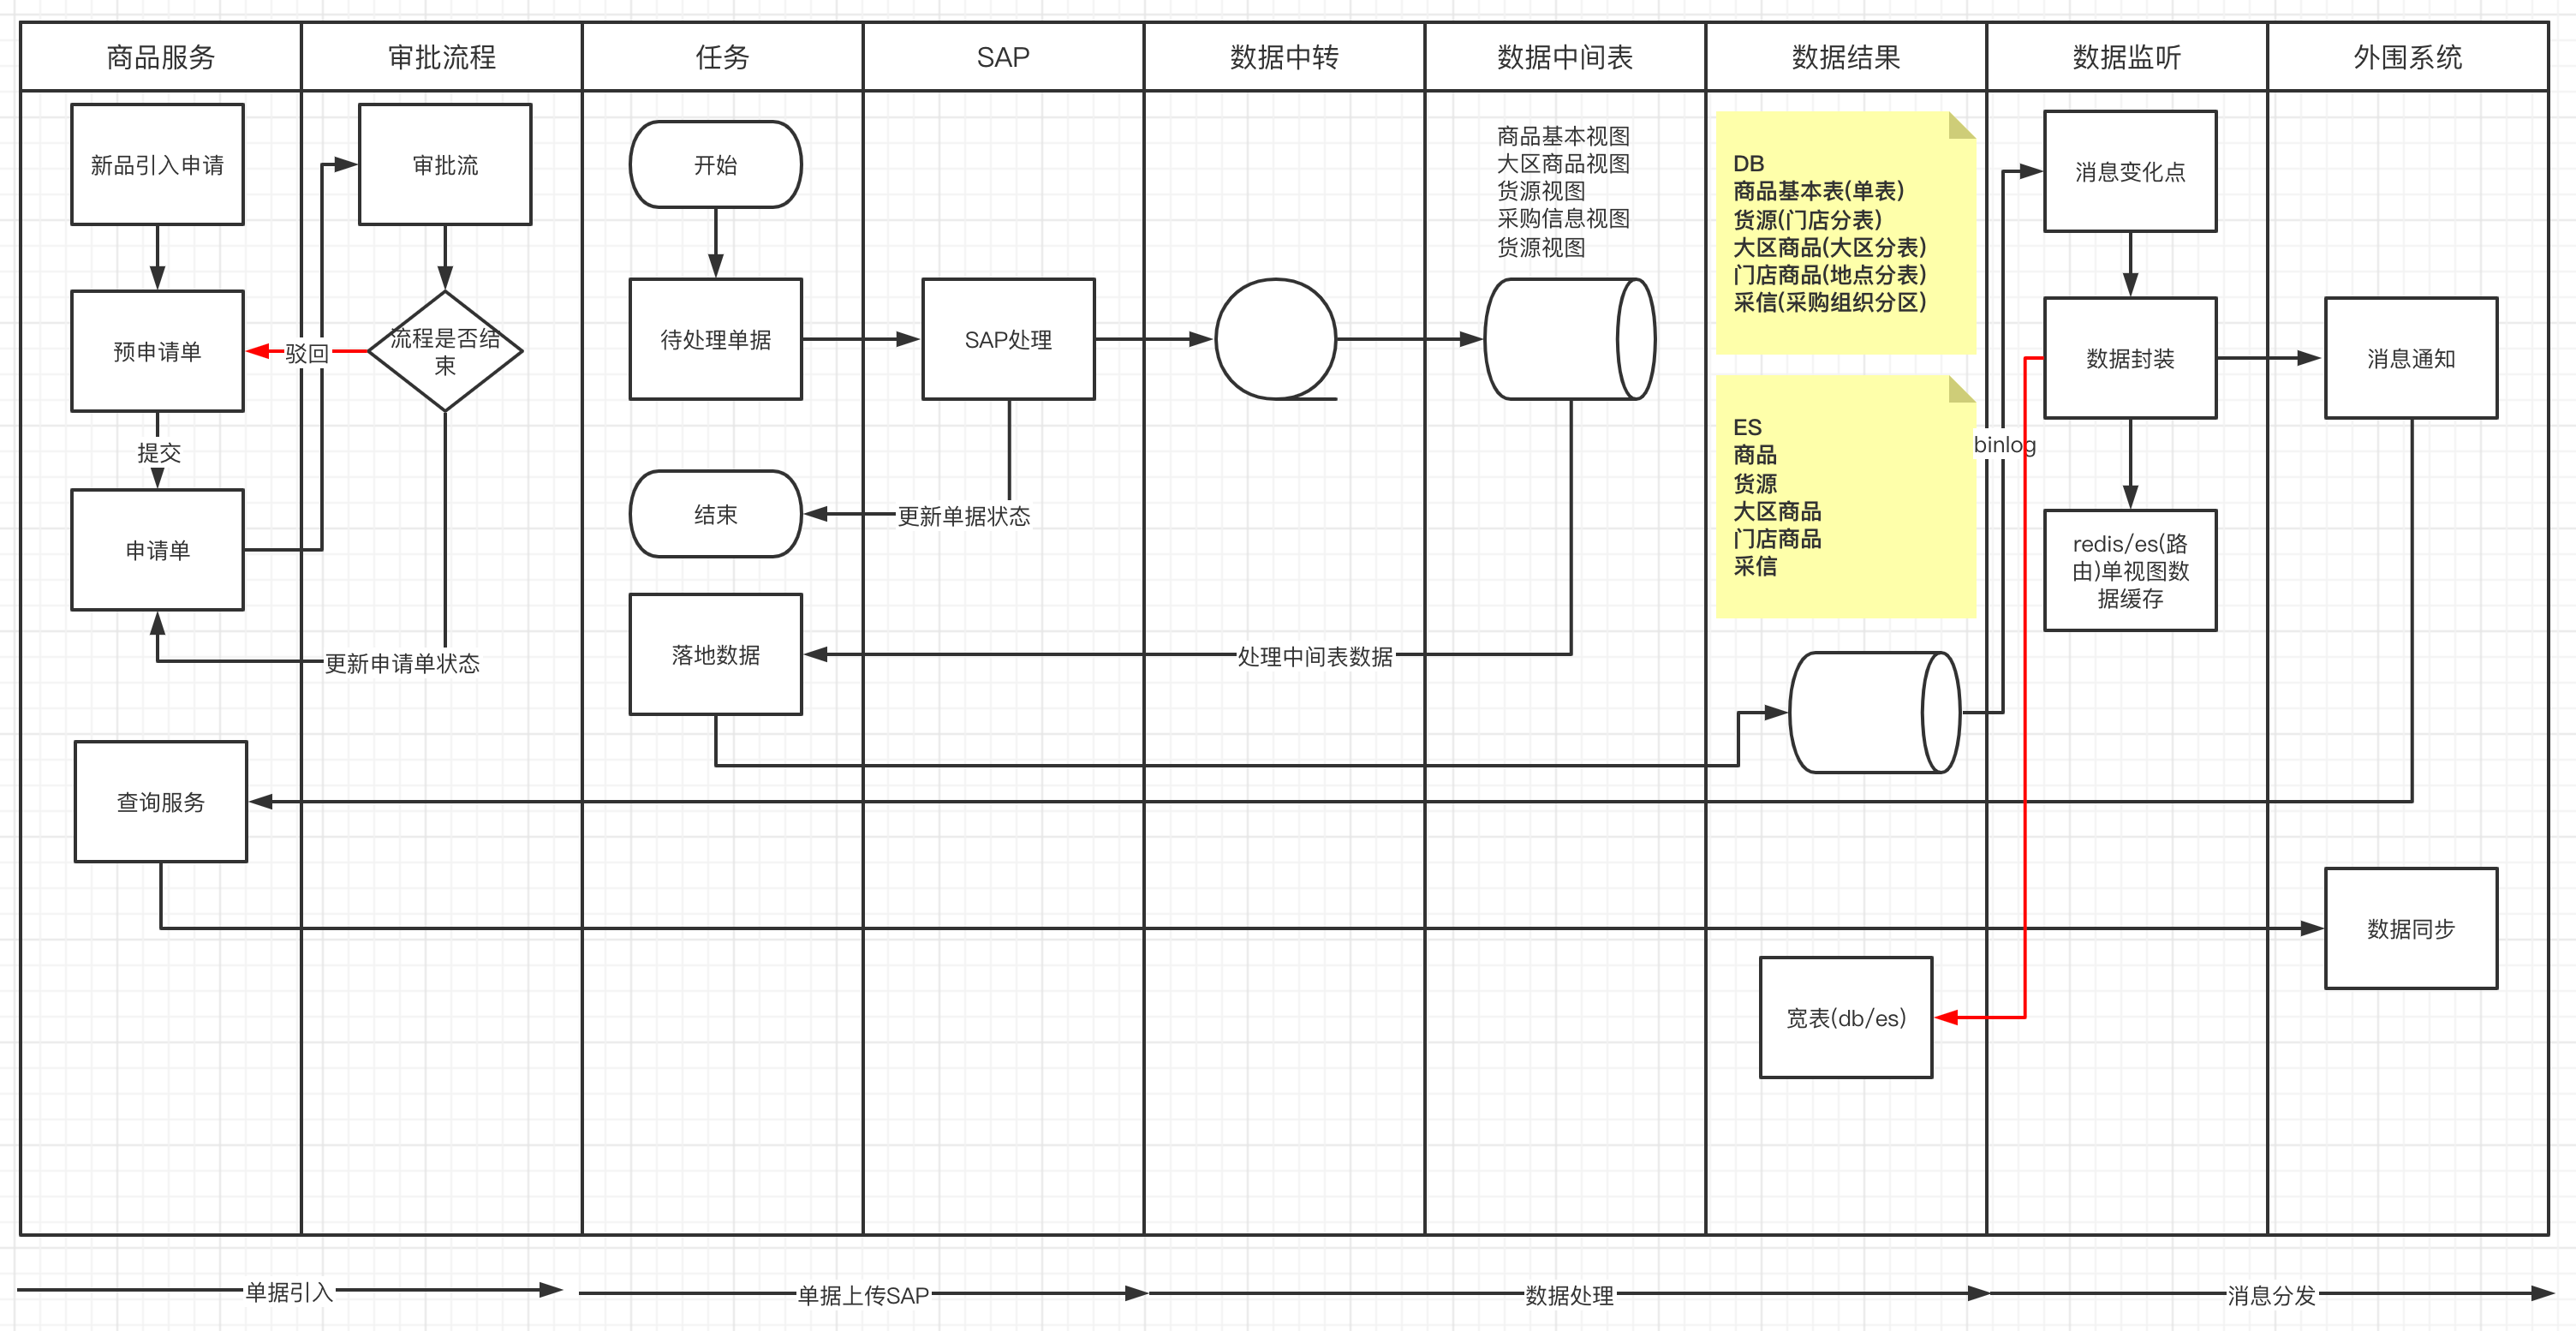 商品服务
审批流程
任务
SAP
数据中转
数据中间表
数据结果
数据监听
外围系统
新品引入申请
预申请单
提交
申请单
查询服务
审批流
流程是否结
束
驳回
更新申请单状态
开始
待处理单据
结束
落地数据
SAP处理
更新单据状态
处理中间表数据
商品基本视图
大区商品视图
货源视图
采购信息视图
货源视图
DB
商品基本表(单表)
货源(门店分表)
大区商品(大区分表)
门店商品(地点分表)
采信(采购组织分区)
ES
商品
货源
大区商品
门店商品
采信
宽表(db/es)
binlog
消息变化点
数据封装
redis/es(路
由)单视图数
据缓存
消息通知
数据同步
单据引入
单据上传SAP
数据处理
消息分发